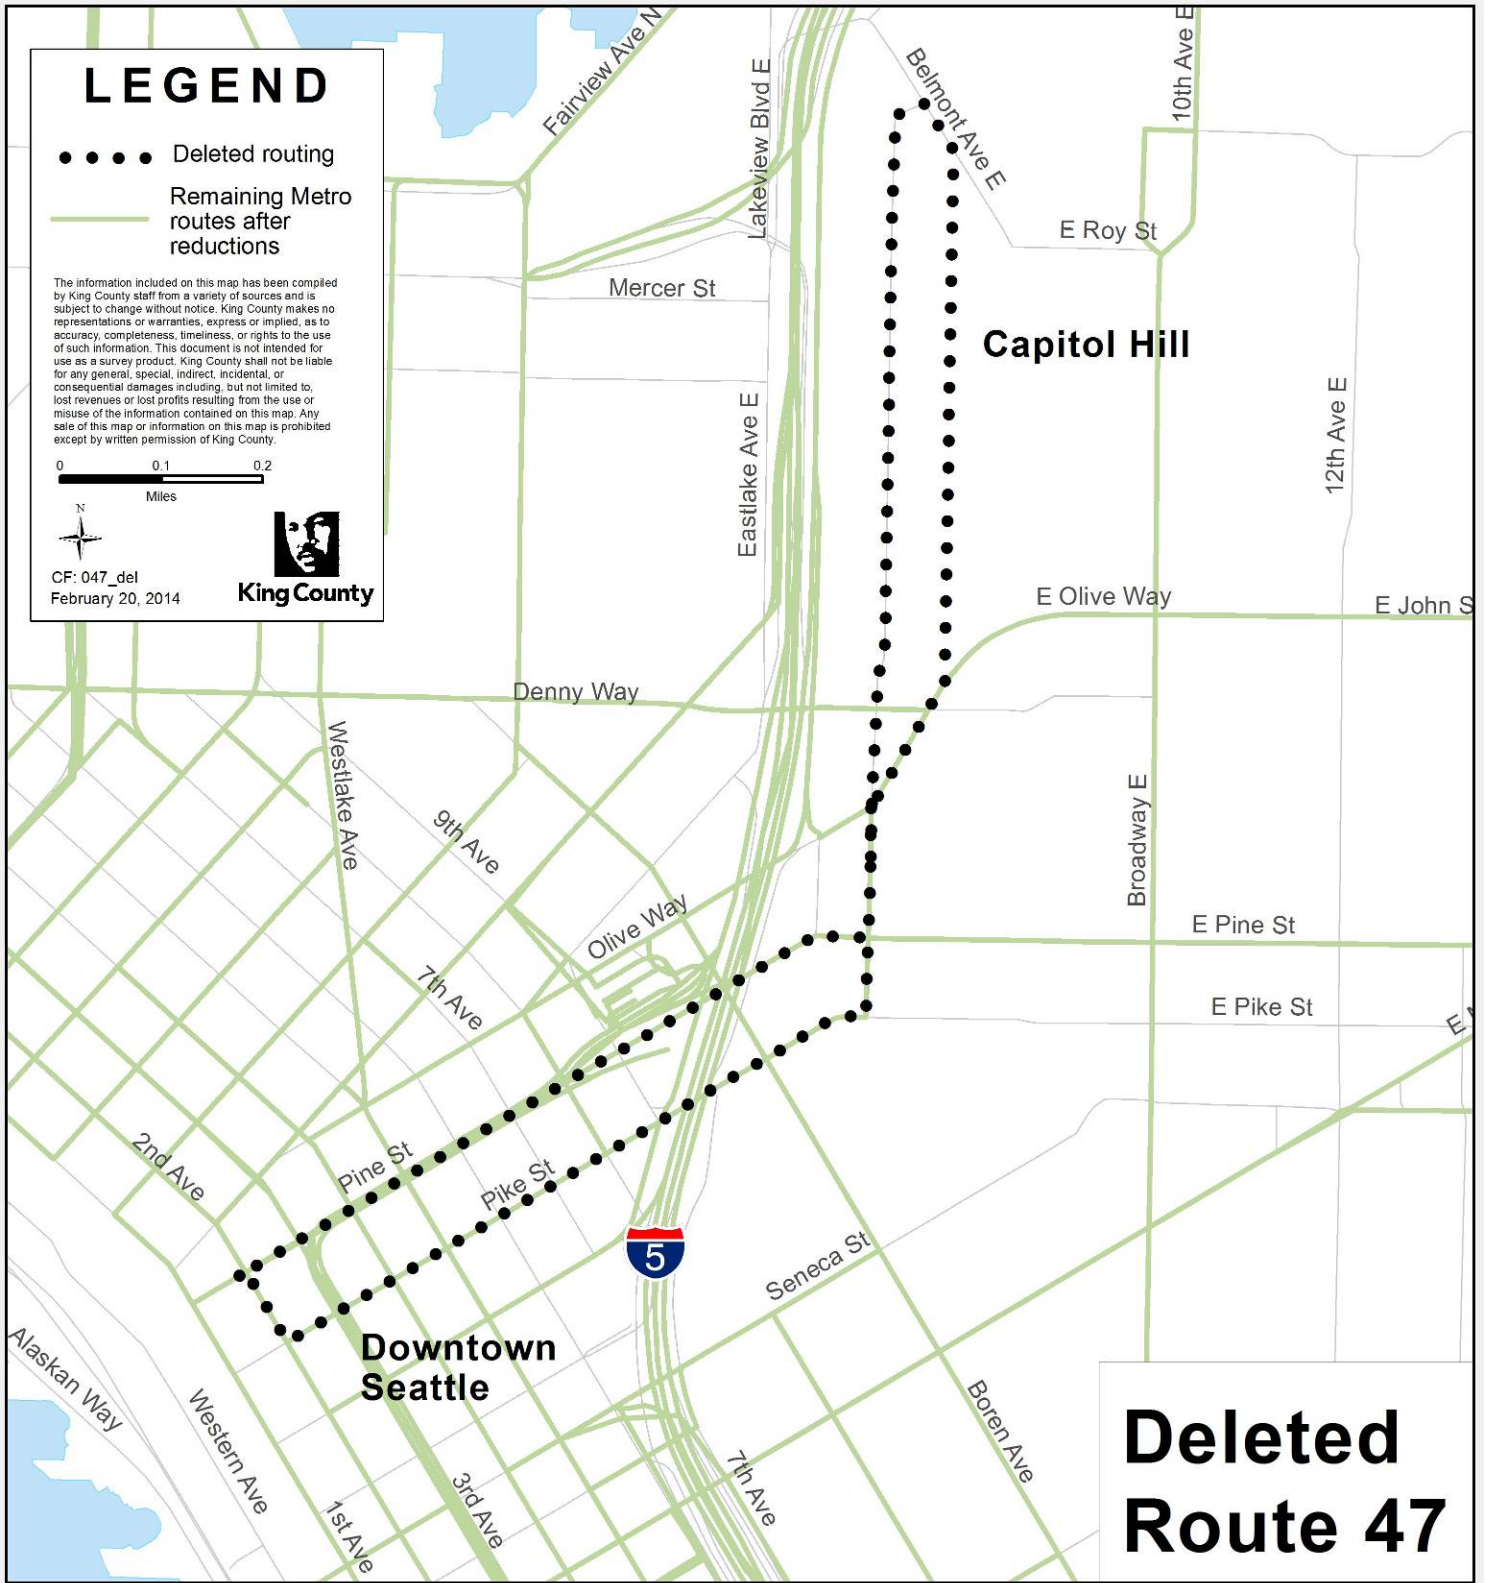 LEGEND
Deleted routing
Remaining Metro
routes after
reductions
The information included on this map has been compiled
by King County staff from a variety of sources and is
subject to change without notice. King County makes no
representations or warranties, express or implied, as to
accuracy, completeness, timeliness, or rights to the use
of such information. This document is not intended for
use as a survey product. King County shall not be liable
for any general, special, indirect, incidental, or
consequential damages including, but not limited to,
lost revenues or lost profits resulting from the use or
misuse of the information contained on this map. Any
sale of this map or information on this map is prohibited
except by written permission of King County.
0 0.1 0.2
Miles
N
CF: 047_del
February 20, 2014
King County
Fairview Ave N
Lakeview Blvd E
Belmont Ave E
10th Ave E
E Roy St
Mercer St
Capitol Hill
Eastlake Ave E
12th Ave E
E Olive Way
E John S
Denny Way
Westlake Ave
9th Ave
Broadway E
Olive Way
E Pine St
7th Ave
E Pike St
E
2nd Ave
Pine St
Pike St
5
Seneca St
Downtown
Seattle
Alaskan Way
Western Ave
1st Ave
3rd Ave
7th Ave
Boren Ave
Deleted
Route 47